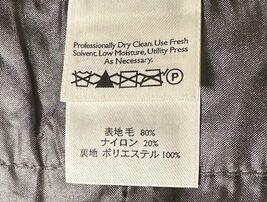 Professionally Dry Clean. Use Fresh
Solvent. Low Moisture, Utility Press
As Necessary.
P
表地 毛 80%
ナイロン 20%
裏地 ポリエステル 100%